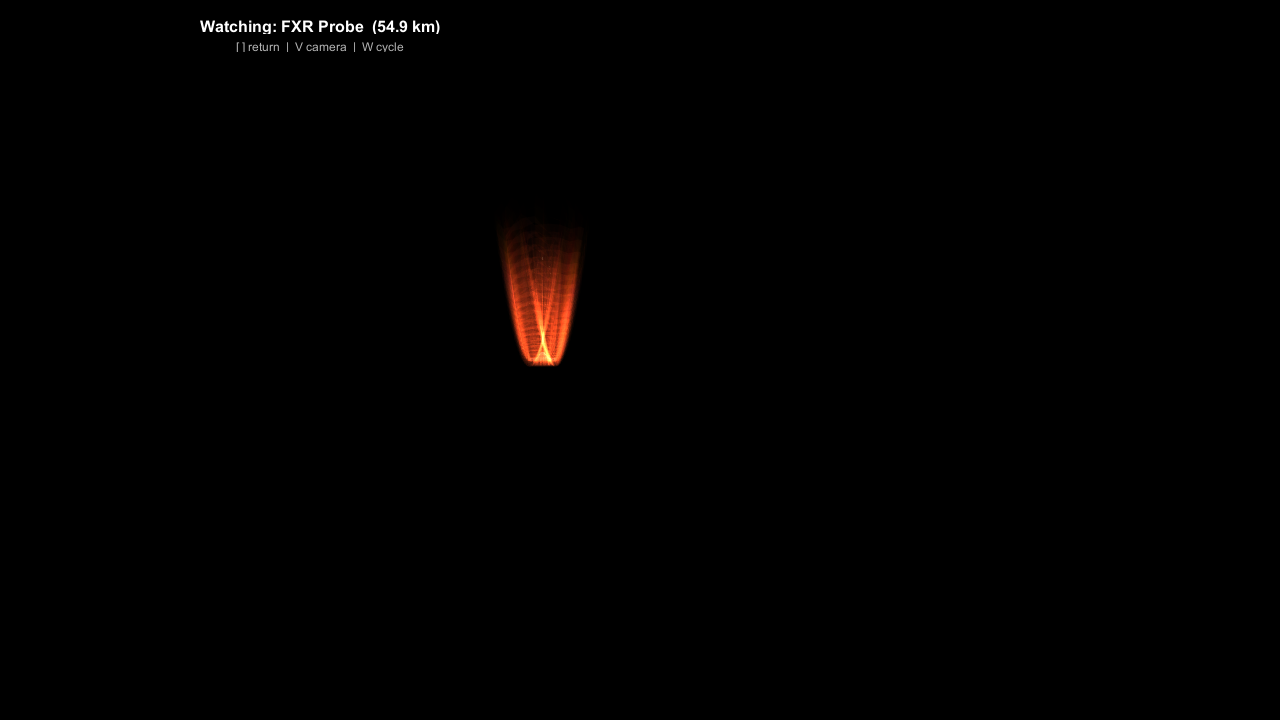 Watching: FXR Probe (54.9 km)
[ ] return | V camera | W cycle